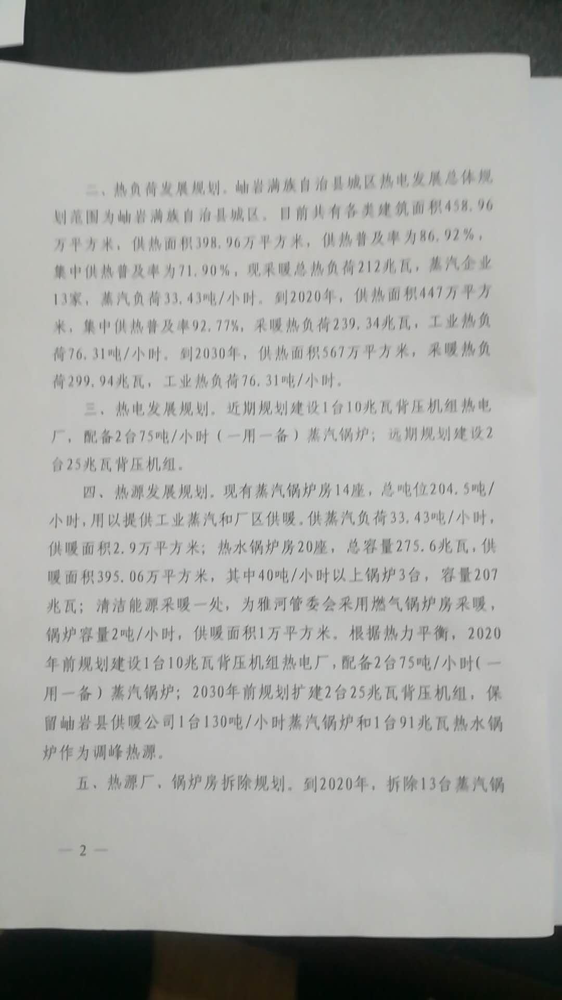 二、热负荷发展规划。岫岩满族自治县城区热电发展总体规
划范围为岫岩满族自治县城区。目前共有各类建筑面积458.96
万平方米，供热面积398.96万平方米，供热普及率为86.92%，
集中供热普及率为71.90%，现采暖总热负荷212兆瓦，蒸汽企业
13家，蒸汽负荷33.43吨/小时。到2020年，供热面积447万平方
米，集中供热普及率92.77%，采暖热负荷239.34兆瓦，工业热负
荷76.31吨/小时。到2030年，供热面积567万平方米，采暖热负
荷299.94兆瓦，工业热负荷76.31吨/小时。
三、热电发展规划。近期规划建设1台10兆瓦背压机组热电
厂，配备2台75吨/小时（一用一备）蒸汽锅炉；远期规划建设2
台25兆瓦背压机组。
四、热源发展规划。现有蒸汽锅炉房14座，总吨位204.5吨/
小时，用以提供工业蒸汽和厂区供暖。供蒸汽负荷33.43吨/小时，
供暖面积2.9万平方米；热水锅炉房20座，总容量275.6兆瓦，供
暖面积395.06万平方米，其中40吨/小时以上锅炉3台，容量207
兆瓦；清洁能源采暖一处，为雅河管委会采用燃气锅炉房采暖，
锅炉容量2吨/小时，供暖面积1万平方米。根据热力平衡，2020
年前规划建设1台10兆瓦背压机组热电厂，配备2台75吨/小时（一
用一备）蒸汽锅炉；2030年前规划扩建2台25兆瓦背压机组，保
留岫岩县供暖公司1台130吨/小时蒸汽锅炉和1台91兆瓦热水锅
炉作为调峰热源。
五、热源厂、锅炉房拆除规划。到2020年，拆除13台蒸汽锅
— 2 —